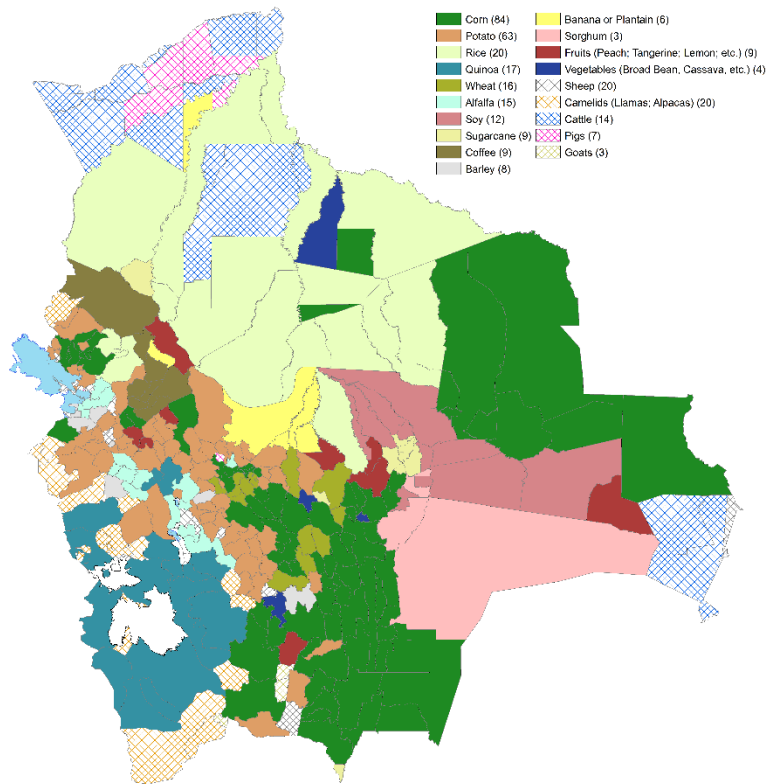 Corn (84)
Potato (63)
Rice (20)
Quinoa (17)
Wheat (16)
Alfalfa (15)
Soy (12)
Sugarcane (9)
Coffee (9)
Barley (8)
Banana or Plantain (6)
Sorghum (3)
Fruits (Peach; Tangerine; Lemon; etc.) (9)
Vegetables (Broad Bean, Cassava, etc.) (4)
Sheep (20)
Camelids (Llamas; Alpacas) (20)
Cattle (14)
Pigs (7)
Goats (3)